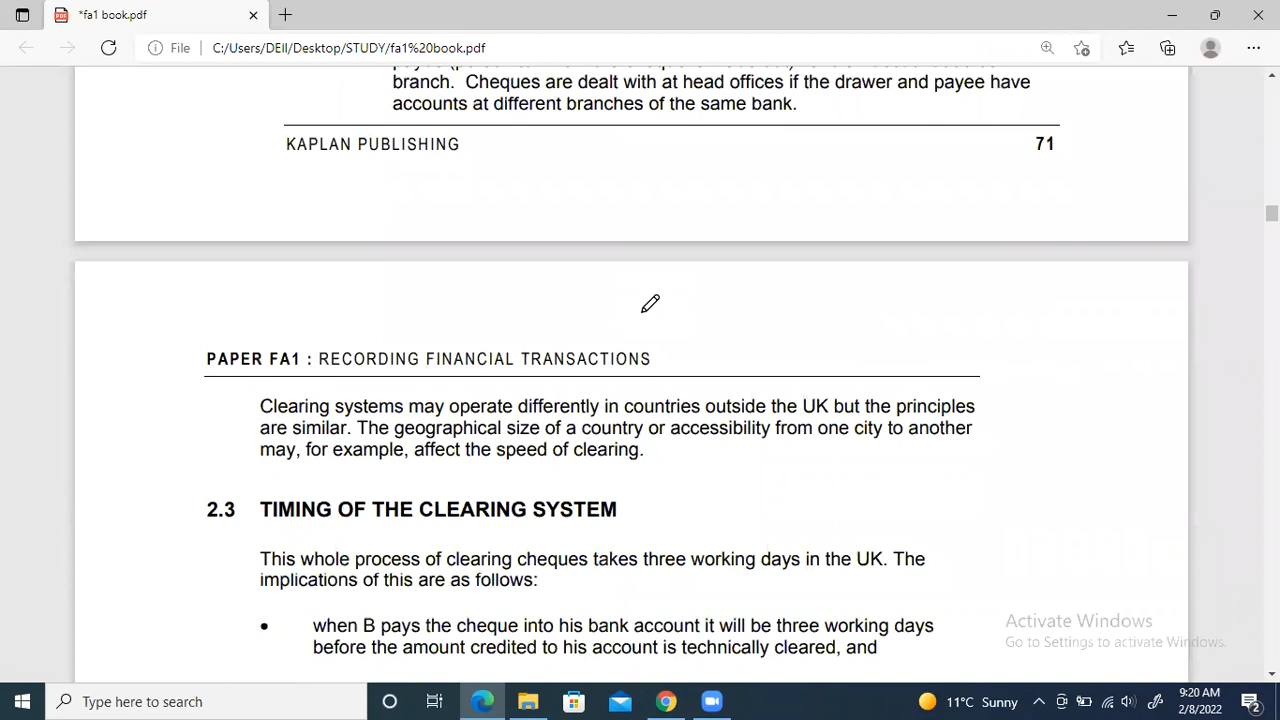 *fa1 book.pdf
File
C:/Users/DEll/Desktop/STUDY/fa1%20book.pdf
branch. Cheques are dealt with at head offices if the drawer and payee have
accounts at different branches of the same bank.
KAPLAN PUBLISHING 71
PAPER FA1 : RECORDING FINANCIAL TRANSACTIONS
Clearing systems may operate differently in countries outside the UK but the principles
are similar. The geographical size of a country or accessibility from one city to another
may, for example, affect the speed of clearing.
2.3 TIMING OF THE CLEARING SYSTEM
This whole process of clearing cheques takes three working days in the UK. The
implications of this are as follows:
• when B pays the cheque into his bank account it will be three working days
before the amount credited to his account is technically cleared, and
Activate Windows
Go to Settings to activate Windows.
Type here to search
11°C Sunny
9:20 AM
2/8/2022
2